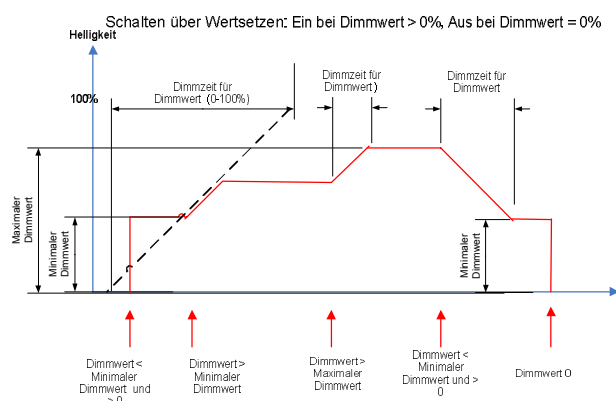 Schalten über Wertsetzen: Ein bei Dimmwert > 0%, Aus bei Dimmwert = 0%
Helligkeit
100%
Dimmzeit für
Dimmwert (0-100%)
Dimmzeit für
Dimmwert )
Dimmzeit für
Dimmwert
Maximaler
Dimmwert
Minimaler
Dimmwert
Minimaler
Dimmwert
Dimmwert <
Minimaler
Dimmwert und
> 0
Dimmwert >
Minimaler
Dimmwert
Dimmwert >
Maximaler
Dimmwert
Dimmwert <
Minimaler
Dimmwert und >
0
Dimmwert 0